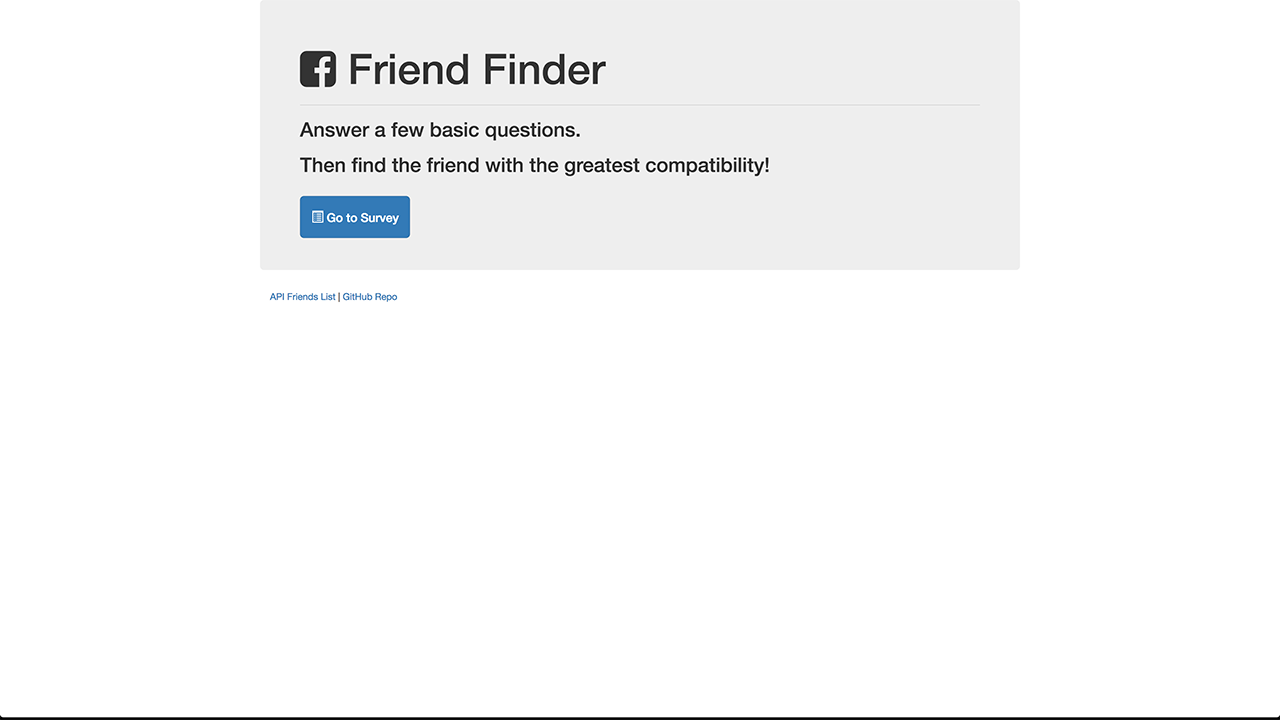 Friend Finder
Answer a few basic questions.
Then find the friend with the greatest compatibility!
Go to Survey
API Friends List | GitHub Repo